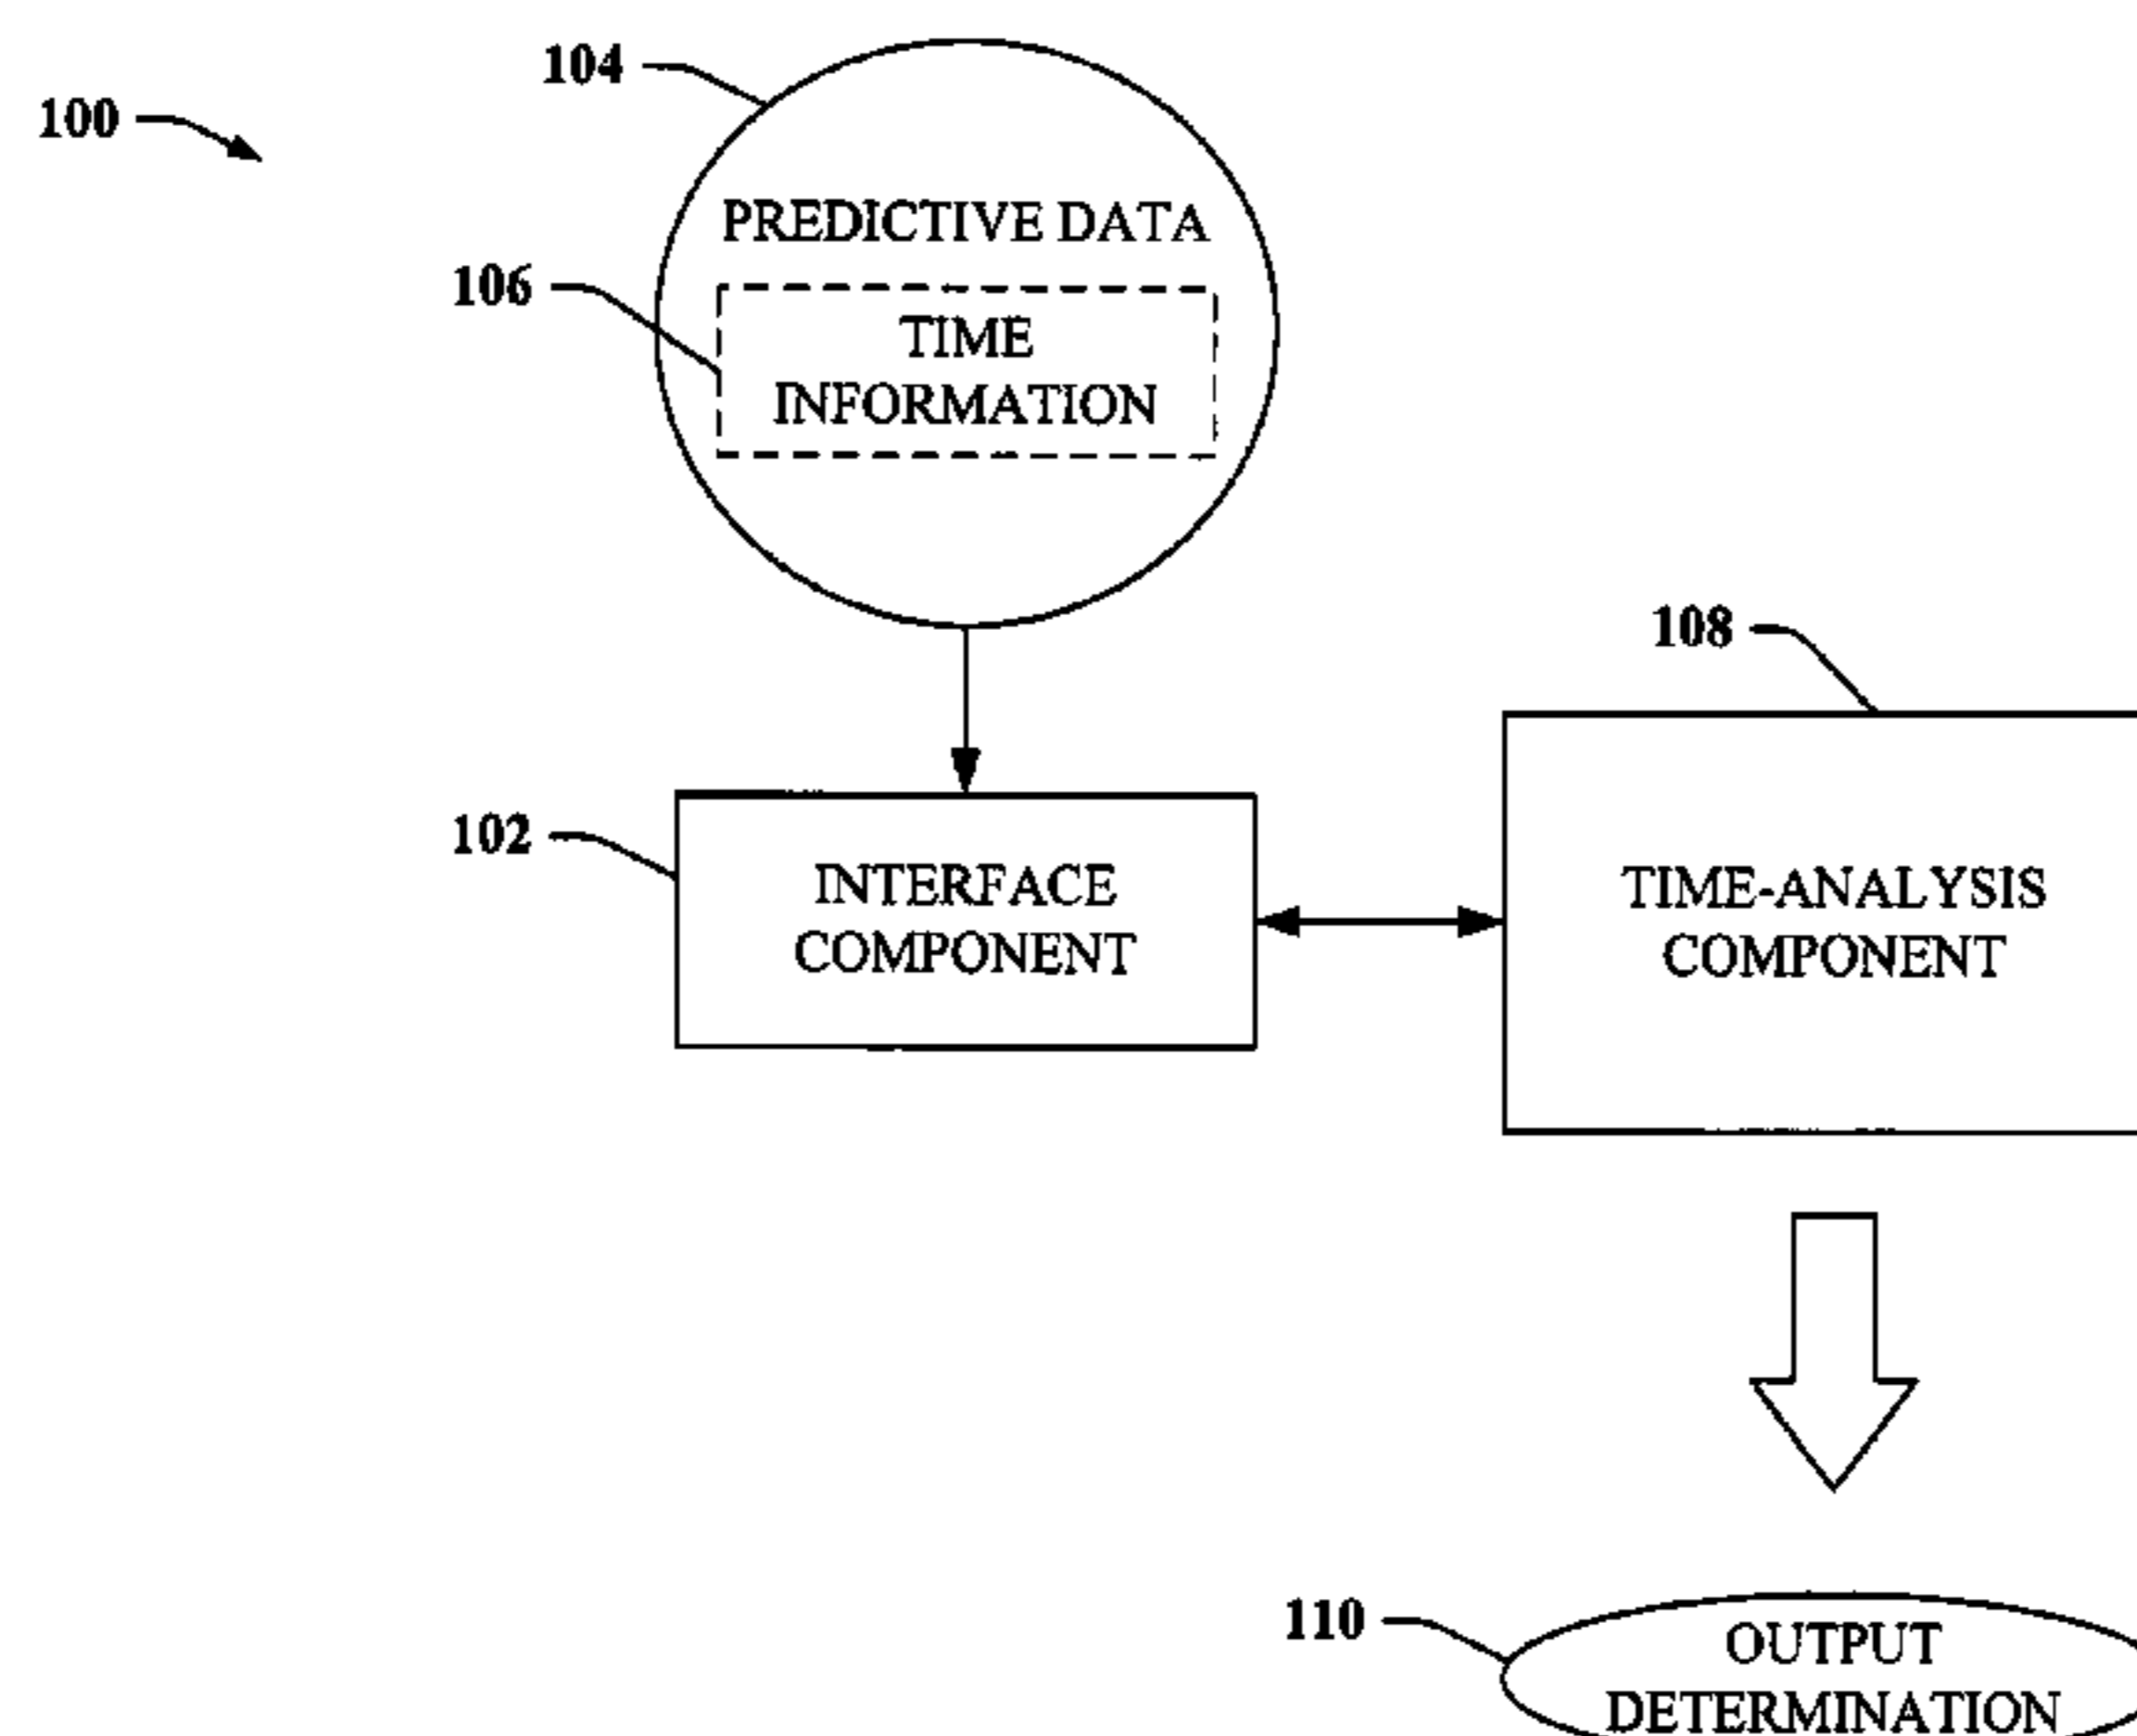 104
100
PREDICTIVE DATA
106
TIME
INFORMATION
108
102
INTERFACE
COMPONENT
TIME-ANALYSIS
COMPONENT
110
OUTPUT
DETERMINATION